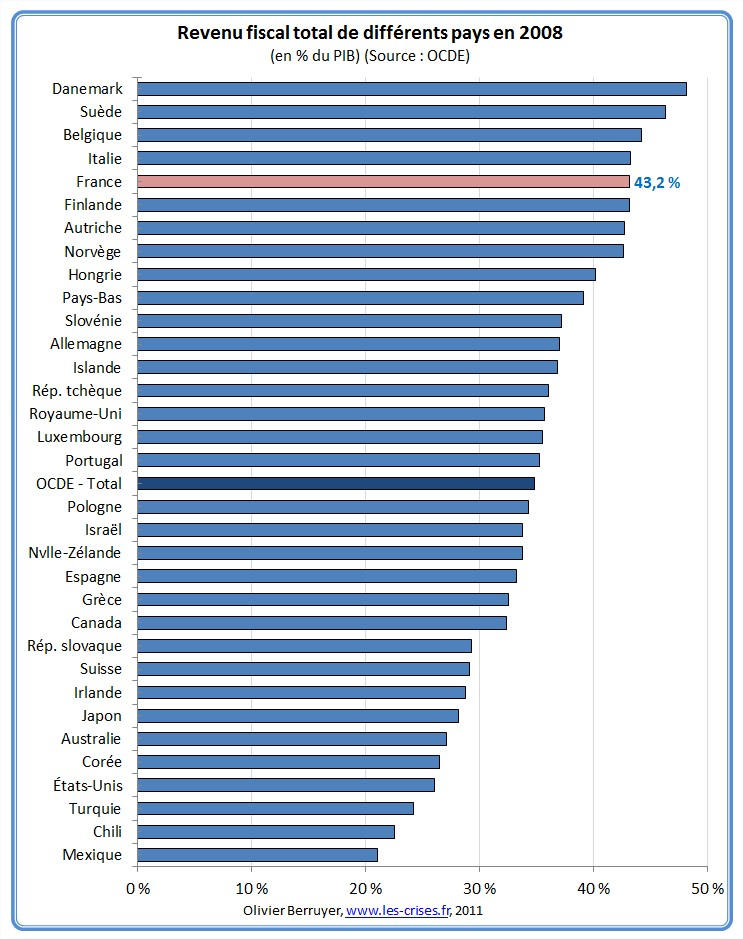 Revenu fiscal total de différents pays en 2008
(en % du PIB) (Source : OCDE)
Danemark
Suède
Belgique
Italie
France 43,2 %
Finlande
Autriche
Norvège
Hongrie
Pays-Bas
Slovénie
Allemagne
Islande
Rép. tchèque
Royaume-Uni
Luxembourg
Portugal
OCDE - Total
Pologne
Israël
Nvlle-Zélande
Espagne
Grèce
Canada
Rép. slovaque
Suisse
Irlande
Japon
Australie
Corée
États-Unis
Turquie
Chili
Mexique
0 % 10 % 20 % 30 % 40 % 50 %
Olivier Berruyer, www.les-crises.fr, 2011